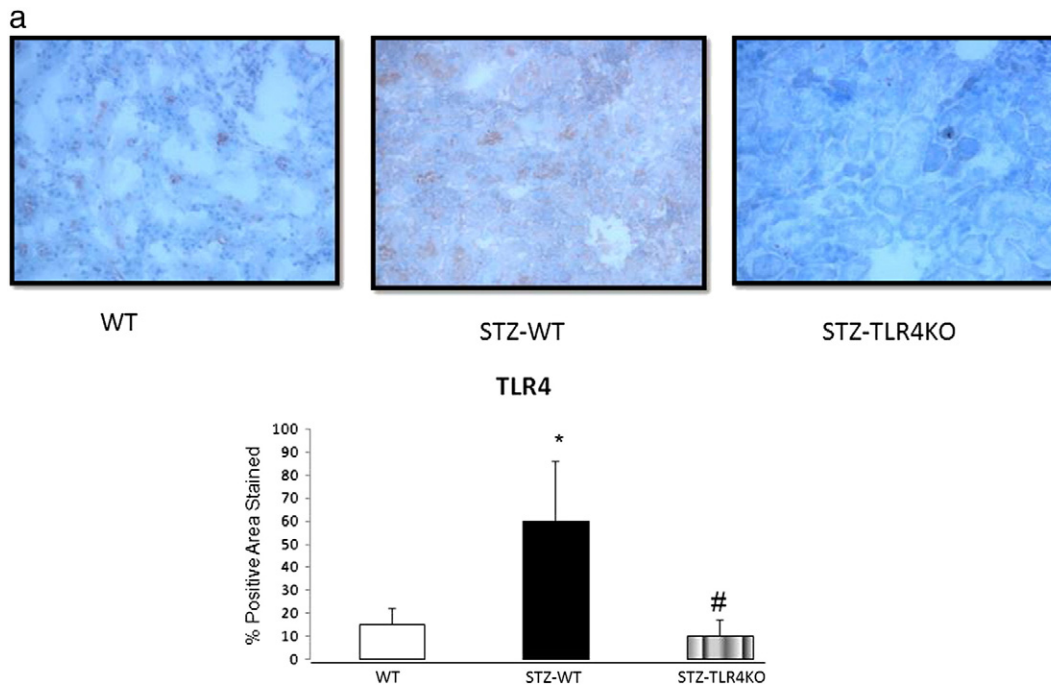 a
WT
STZ-WT
STZ-TLR4KO
TLR4
% Positive Area Stained
100
90
80
70
60
50
40
30
20
10
0
*
#
WT
STZ-WT
STZ-TLR4KO